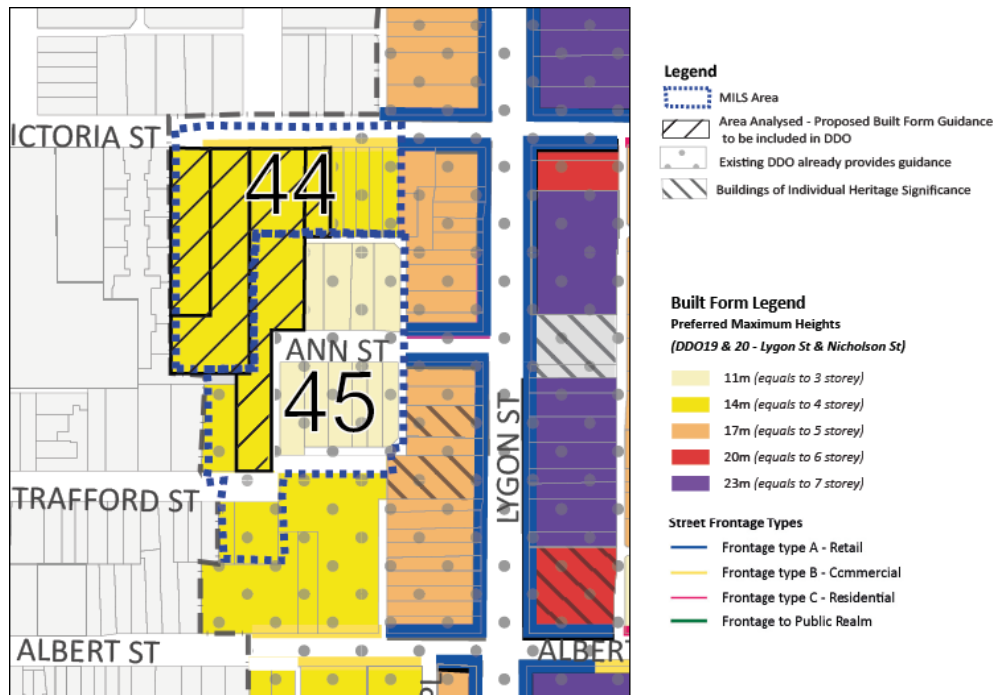 ICTORIA ST
44
ANN ST
45
TRAFFORD ST
LYGON ST
ALBERT ST
ALBERT
PL
Legend
MILS Area
Area Analysed - Proposed Built Form Guidance
to be included in DDO
Existing DDO already provides guidance
Buildings of Individual Heritage Significance
Built Form Legend
Preferred Maximum Heights
(DDO19 & 20 - Lygon St & Nicholson St)
11m (equals to 3 storey)
14m (equals to 4 storey)
17m (equals to 5 storey)
20m (equals to 6 storey)
23m (equals to 7 storey)
Street Frontage Types
Frontage type A - Retail
Frontage type B - Commercial
Frontage type C - Residential
Frontage to Public Realm